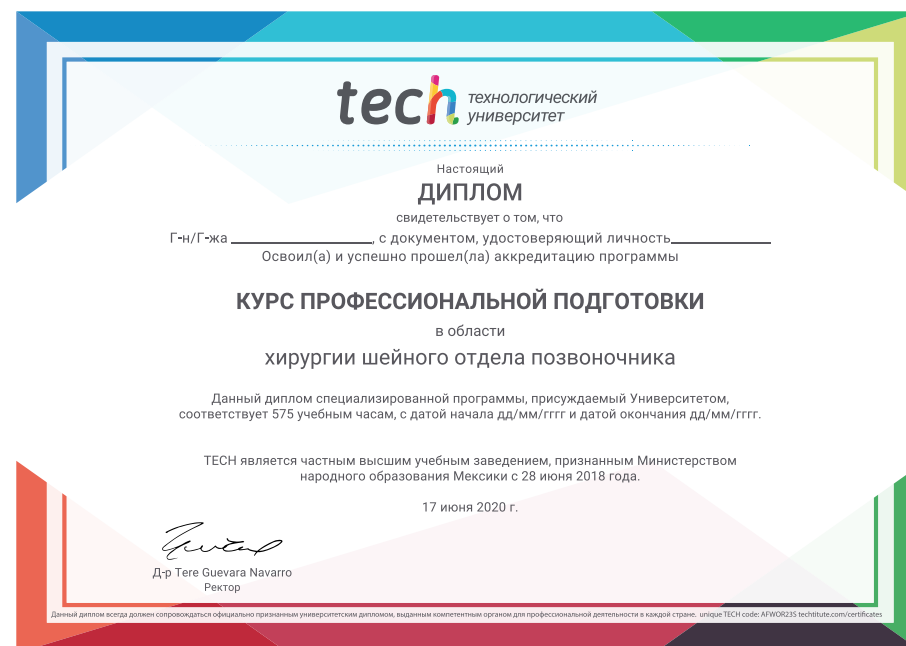 tech технологический
университет
Настоящий
ДИПЛОМ
свидетельствует о том, что
Г-н/Г-жа ____________________, с документом, удостоверяющий личность______________
Освоил(а) и успешно прошел(ла) аккредитацию программы
КУРС ПРОФЕССИОНАЛЬНОЙ ПОДГОТОВКИ
в области
хирургии шейного отдела позвоночника
Данный диплом специализированной программы, присуждаемый Университетом,
соответствует 575 учебным часам, с датой начала дд/мм/гггг и датой окончания дд/мм/гггг.
TECH является частным высшим учебным заведением, признанным Министерством
народного образования Мексики с 28 июня 2018 года.
17 июня 2020 г.
Д-р Tere Guevara Navarro
Ректор
Данный диплом всегда должен сопровождаться официально признанным университетским дипломом, выданным компетентным органом для профессиональной деятельности в каждой стране. unique TECH code: AFWOR23S techtitute.com/certificates